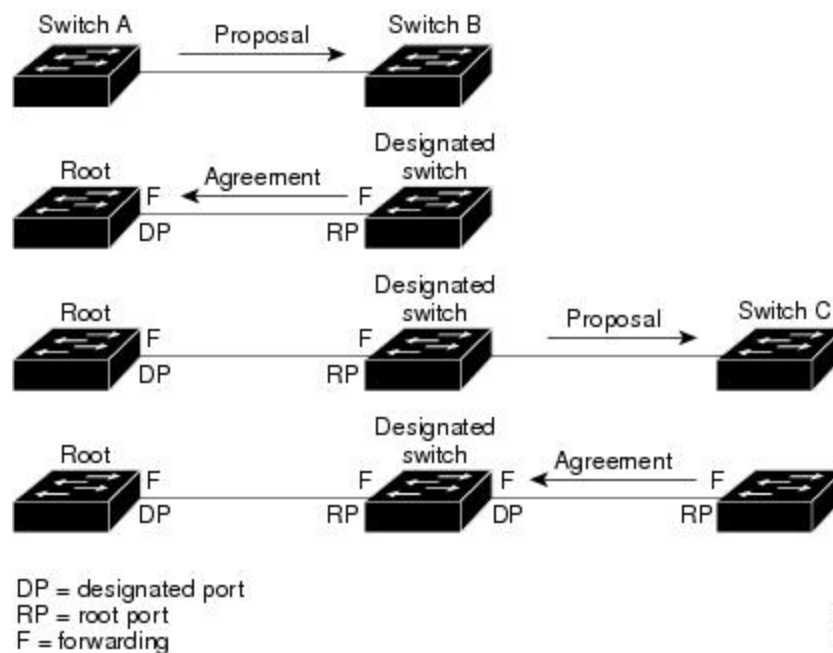 Switch A
Proposal
Switch B
Root
F
DP
Agreement
Designated
switch
F
RP
Root
F
DP
Designated
switch
F
RP
Proposal
Switch C
Root
F
DP
Designated
switch
F
RP
F
DP
Agreement
F
RP
DP = designated port
RP = root port
F = forwarding